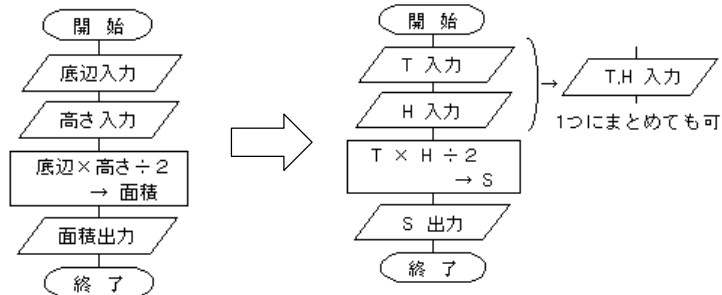 開 始
底辺入力
高さ入力
底辺×高さ÷2
→ 面積
面積出力
終 了
開 始
T 入力
H 入力
T × H ÷2
→ S
S 出力
終 了
→
T,H 入力
1つにまとめても可